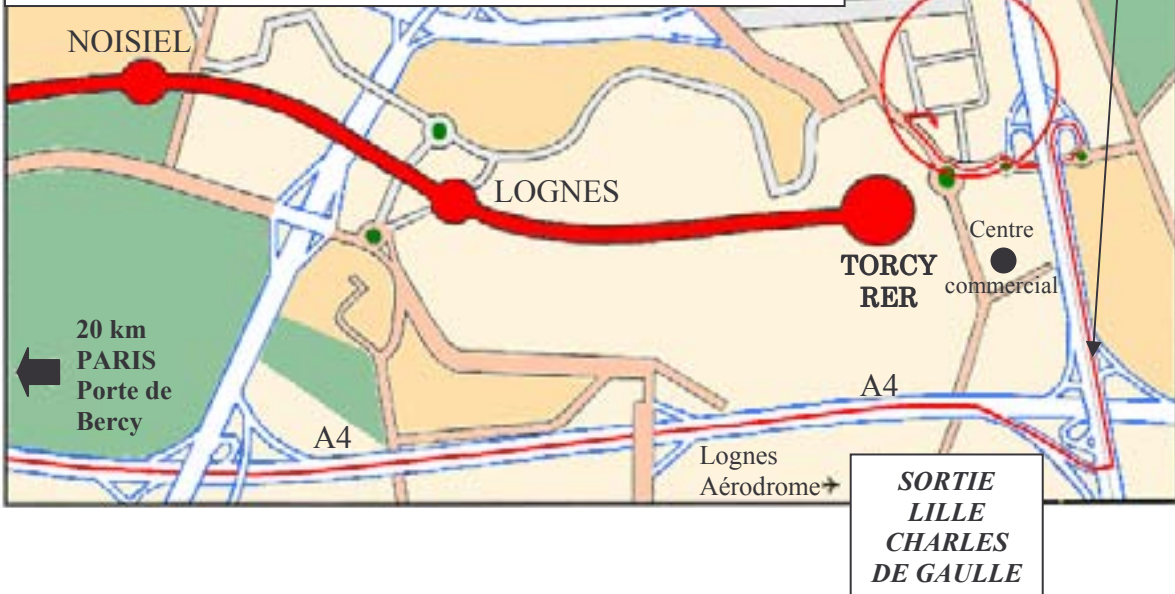 NOISIEL
LOGNES
TORCY
RER
Centre
commercial
20 km
PARIS
Porte de
Bercy
A4
A4
Lognes
Aérodrome
SORTIE
LILLE
CHARLES
DE GAULLE